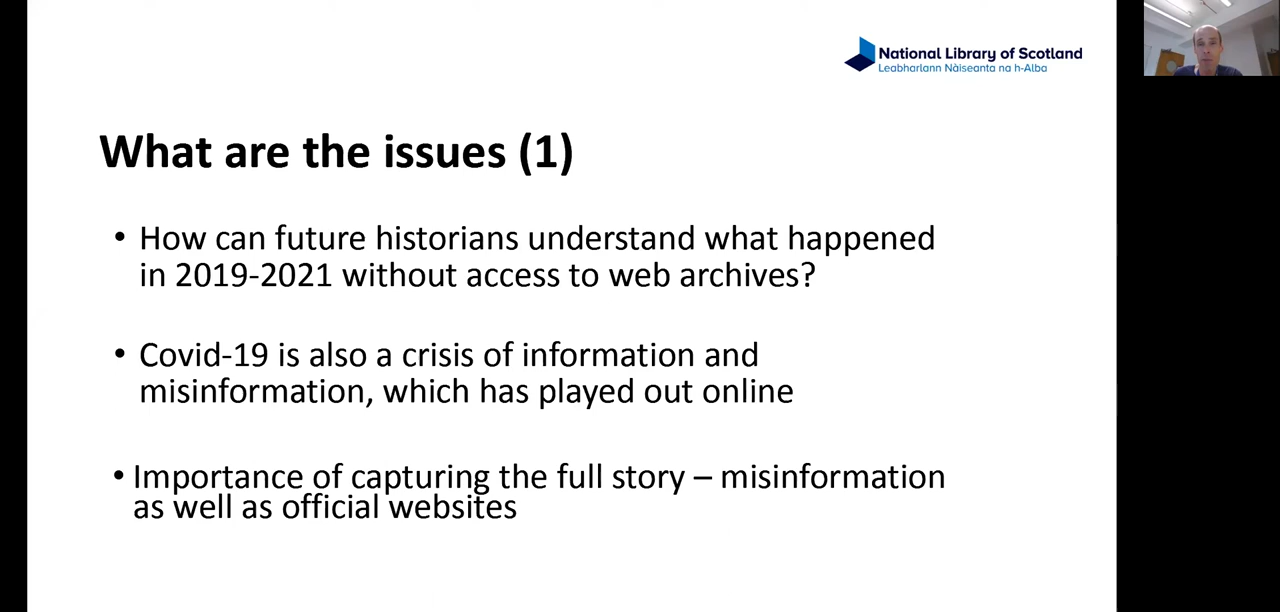 National Library of Scotland
Leabharlann Nàiseanta na h-Alba
What are the issues (1)
• How can future historians understand what happened
in 2019-2021 without access to web archives?
• Covid-19 is also a crisis of information and
misinformation, which has played out online
• Importance of capturing the full story – misinformation
as well as official websites